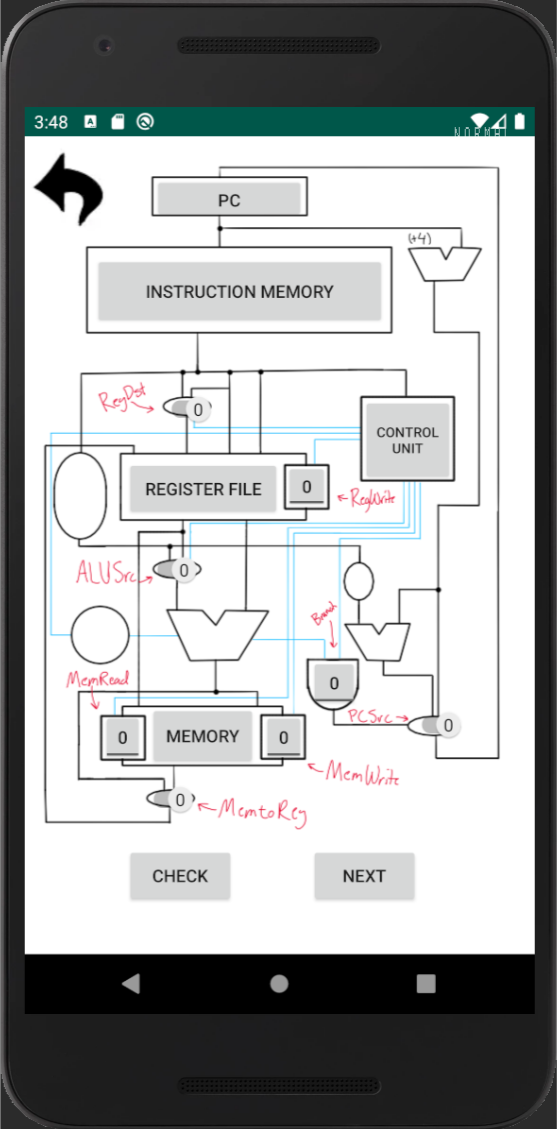 3:48
A
NORMAL
PC
(+4)
INSTRUCTION MEMORY
RegDst
0
CONTROL
UNIT
REGISTER FILE
0
RegWrite
ALUSrc
0
Branch
MemRead
0
PCSrc
0
0
MEMORY
0
MemWrite
0
MemtoReg
CHECK
NEXT